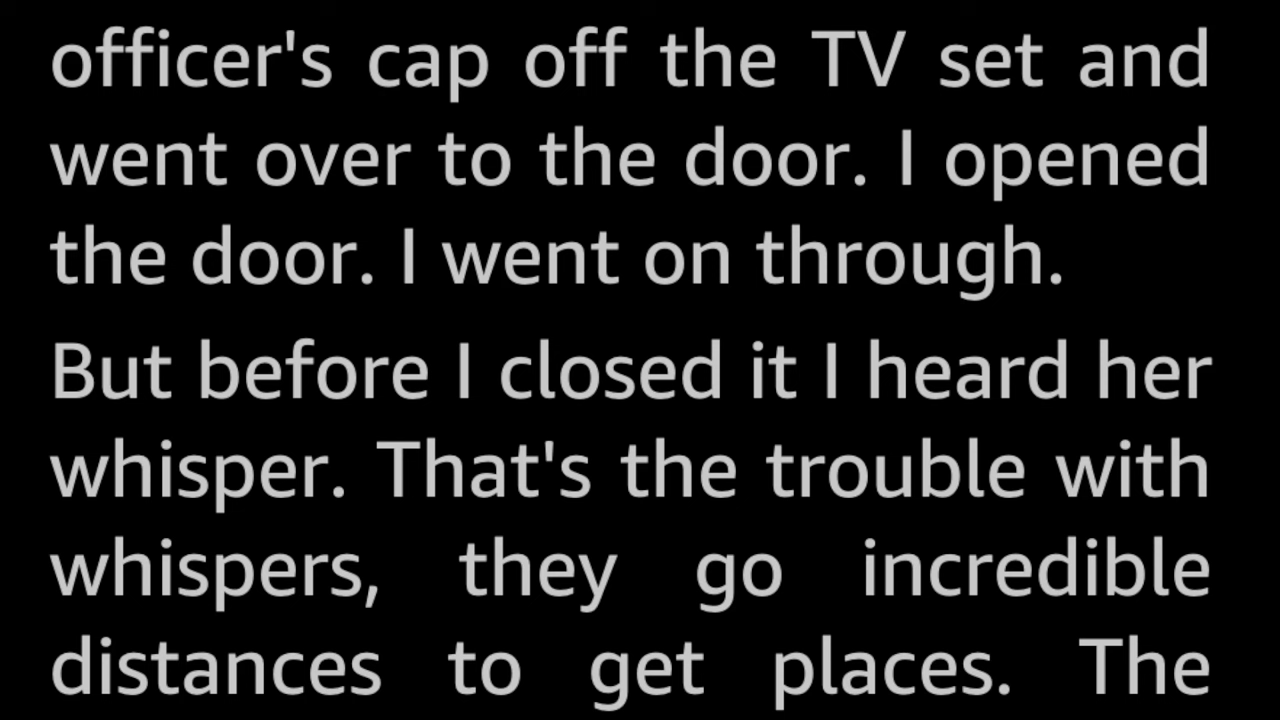 officer's cap off the TV set and
went over to the door. I opened
the door. I went on through.
But before I closed it I heard her
whisper. That's the trouble with
whispers, they go incredible
distances to get places. The